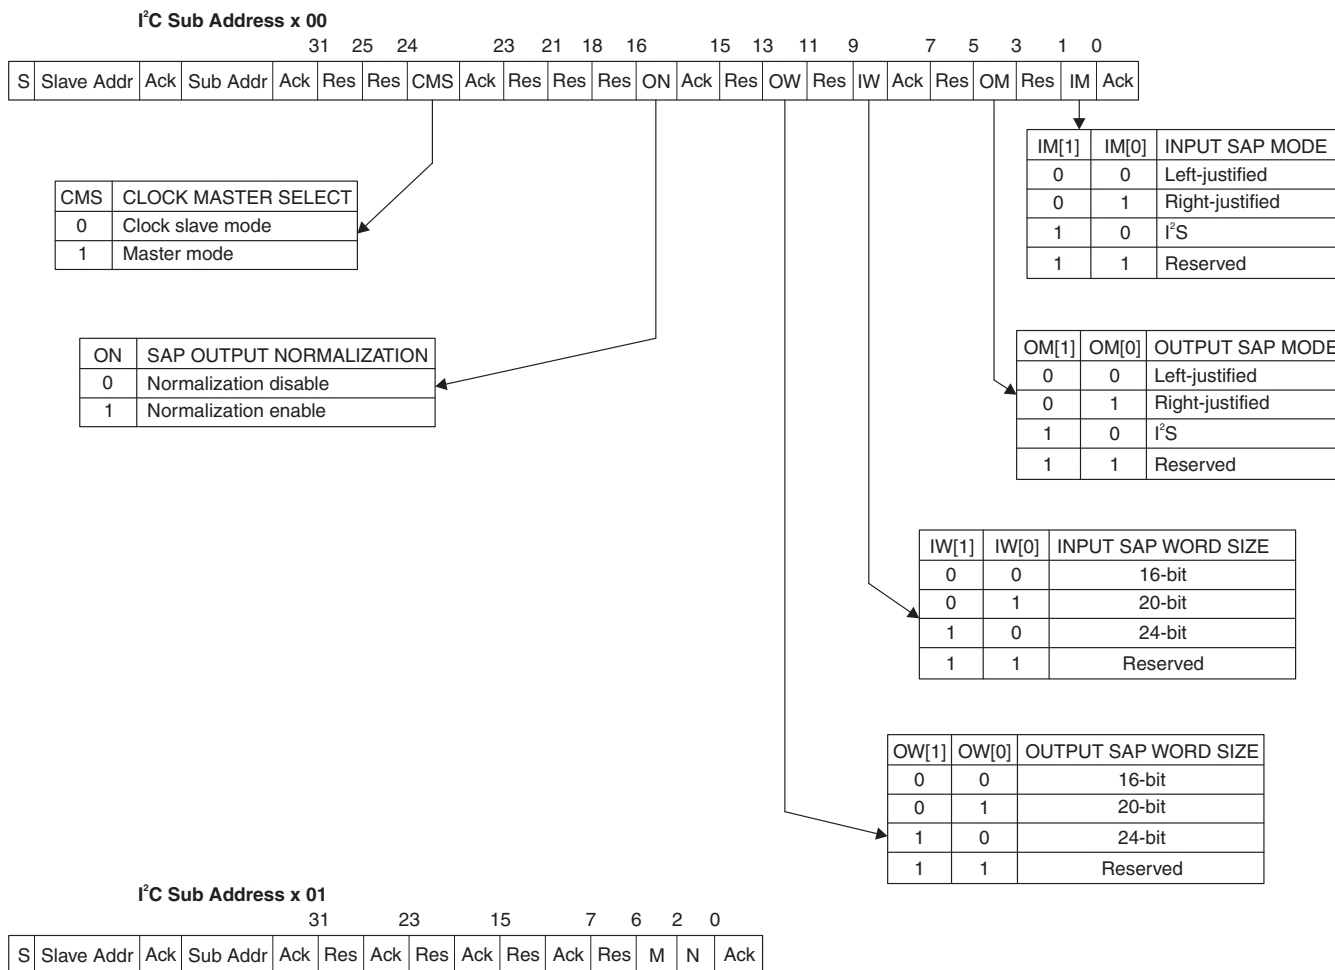 I²C Sub Address x 00
31 25 24 23 21 18 16 15 13 11 9 7 5 3 1 0
S Slave Addr Ack Sub Addr Ack Res Res CMS Ack Res Res Res ON Ack Res OW Res IW Ack Res OM Res IM Ack
IM[1] IM[0] INPUT SAP MODE
0 0 Left-justified
0 1 Right-justified
1 0 I²S
1 1 Reserved
CMS CLOCK MASTER SELECT
0 Clock slave mode
1 Master mode
ON SAP OUTPUT NORMALIZATION
0 Normalization disable
1 Normalization enable
OM[1] OM[0] OUTPUT SAP MODE
0 0 Left-justified
0 1 Right-justified
1 0 I²S
1 1 Reserved
IW[1] IW[0] INPUT SAP WORD SIZE
0 0 16-bit
0 1 20-bit
1 0 24-bit
1 1 Reserved
OW[1] OW[0] OUTPUT SAP WORD SIZE
0 0 16-bit
0 1 20-bit
1 0 24-bit
1 1 Reserved
I²C Sub Address x 01
31 23 15 7 6 2 0
S Slave Addr Ack Sub Addr Ack Res Ack Res Ack Res Ack Res M N Ack